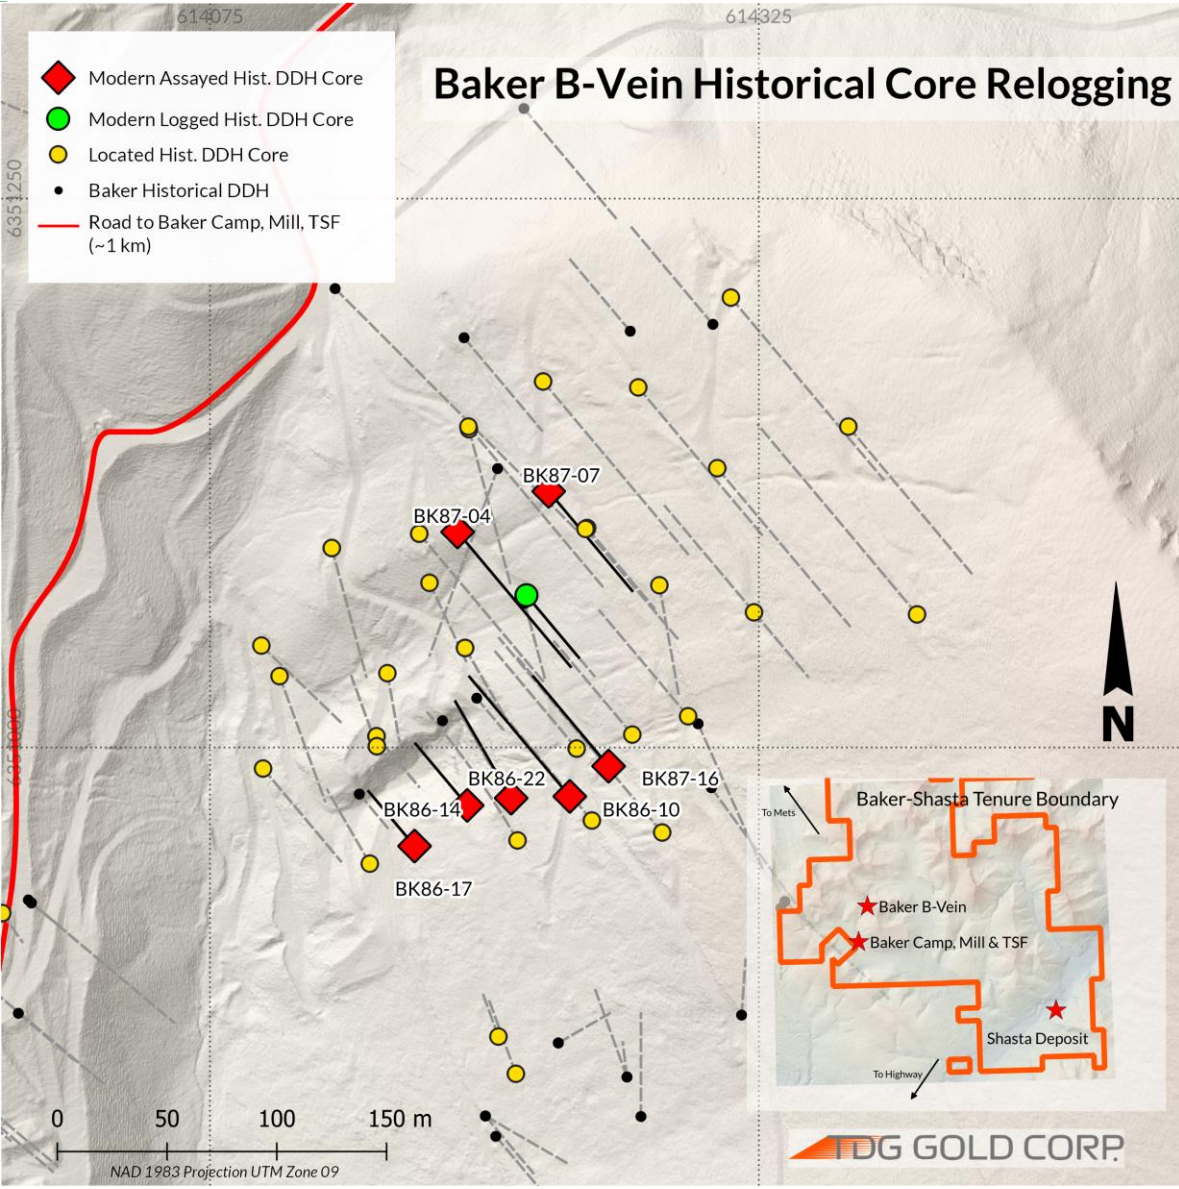 614075
614325
Baker B-Vein Historical Core Relogging
Modern Assayed Hist. DDH Core
Modern Logged Hist. DDH Core
Located Hist. DDH Core
Baker Historical DDH
Road to Baker Camp, Mill, TSF
(~1 km)
6351250
BK87-07
BK87-04
6351000
N
BK86-22
BK87-16
BK86-14
BK86-10
BK86-17
Baker-Shasta Tenure Boundary
To Mets
Baker B-Vein
Baker Camp, Mill & TSF
Shasta Deposit
To Highway
0 50 100 150 m
NAD 1983 Projection UTM Zone 09
TDG GOLD CORP.